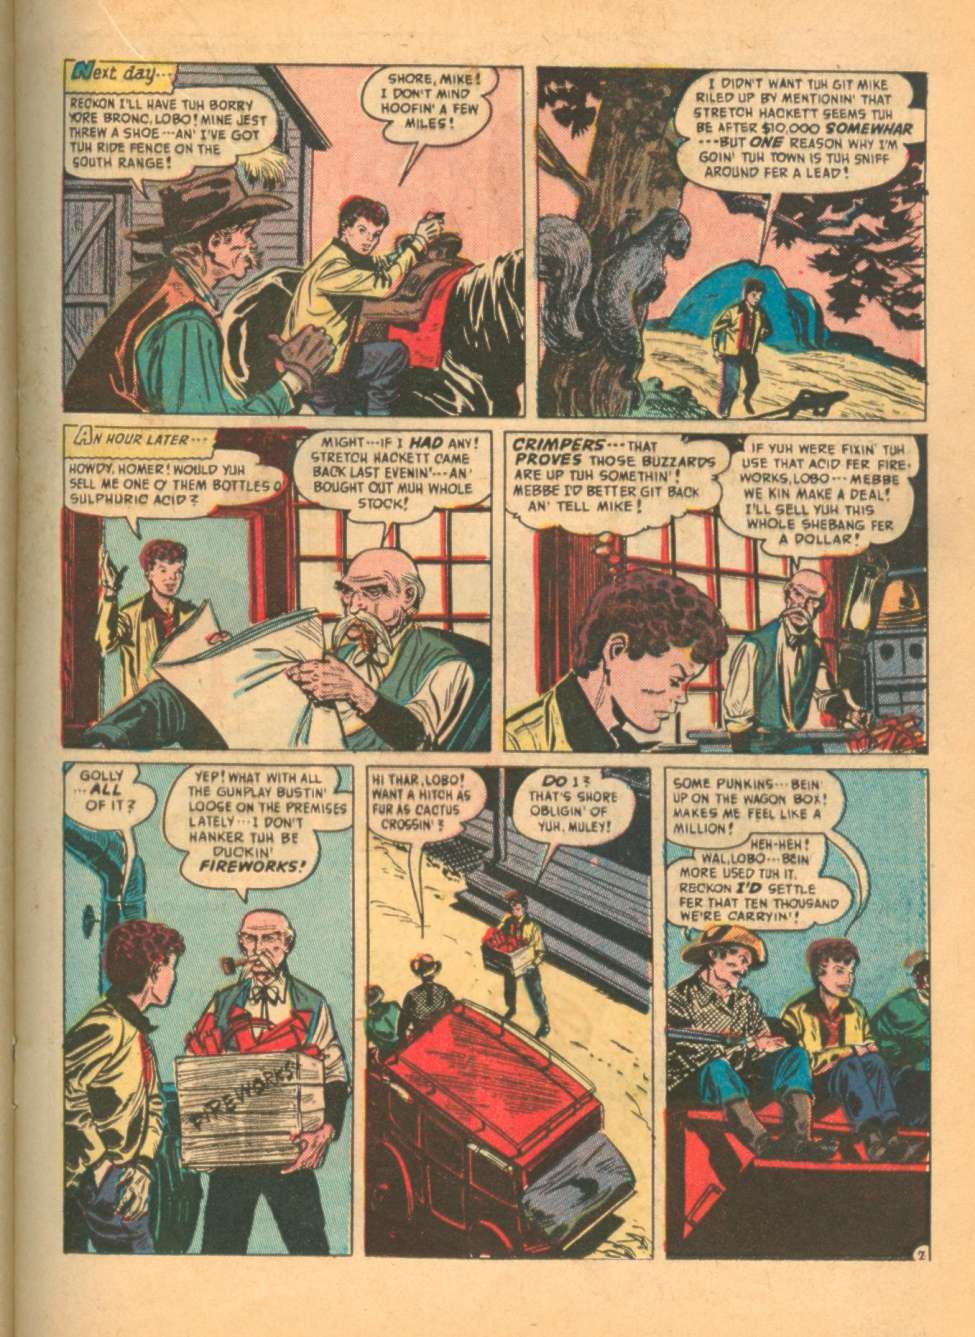 Next day---
RECKON I'LL HAVE TUH BORRY
YORE BRONC, LOBO! MINE JEST
THREW A SHOE---AN' I'VE GOT
TUH RIDE FENCE ON THE
SOUTH RANGE!
SHORE, MIKE!
I DON'T MIND
HOOFIN' A FEW
MILES!
I DIDN'T WANT TUH GIT MIKE
RILED UP BY MENTIONIN' THAT
STRETCH HACKETT SEEMS TUH
BE AFTER $10,000 SOMEWHAR
---BUT ONE REASON WHY I'M
GOIN' TUH TOWN IS TUH SNIFF
AROUND FER A LEAD!
AN HOUR LATER---
HOWDY, HOMER! WOULD YUH
SELL ME ONE O' THEM BOTTLES O'
SULPHURIC ACID?
MIGHT---IF I HAD ANY!
STRETCH HACKETT CAME
BACK LAST EVENIN'---AN'
BOUGHT OUT MUH WHOLE
STOCK!
CRIMPERS---THAT
PROVES THOSE BUZZARDS
ARE UP TUH SOMETHIN'!
MEBBE I'D BETTER GIT BACK
AN' TELL MIKE!
IF YUH WERE FIXIN' TUH
USE THAT ACID FER FIRE-
WORKS, LOBO---MEBBE
WE KIN MAKE A DEAL!
I'LL SELL YUH THIS
WHOLE SHEBANG FER
A DOLLAR!
GOLLY
---ALL
OF IT?
YEP! WHAT WITH ALL
THE GUNPLAY BUSTIN'
LOOSE ON THE PREMISES
LATELY---I DON'T
HANKER TUH BE
DUCKIN'
FIREWORKS!
FIREWORKS!
HI THAR, LOBO!
WANT A HITCH AS
FUR AS CACTUS
CROSSIN'?
DO I?
THAT'S SHORE
OBLIGIN' OF
YUH, MULEY!
SOME PUNKINS---BEIN'
UP ON THE WAGON BOX!
MAKES ME FEEL LIKE A
MILLION!
HEH-HEH!
WAL, LOBO---BEIN'
MORE USED TUH IT,
RECKON I'D SETTLE
FER THAT TEN THOUSAND
WE'RE CARRYIN'!
7